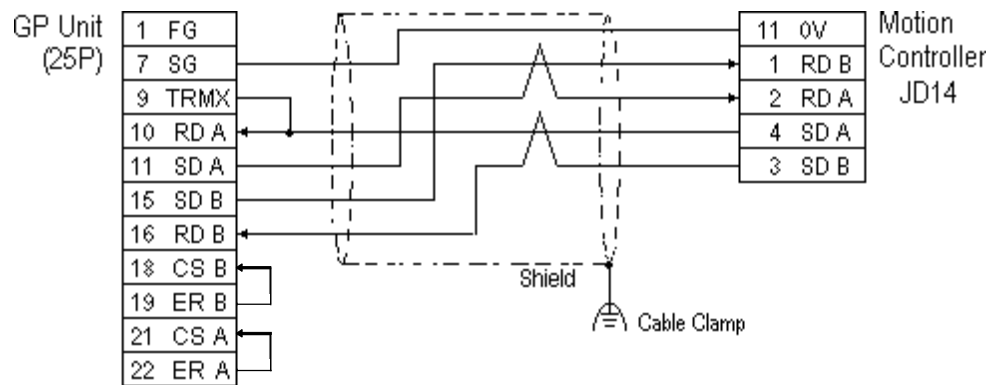 GP Unit
(25P)
1 FG
7 SG
9 TRMX
10 RD A
11 SD A
15 SD B
16 RD B
18 CS B
19 ER B
21 CS A
22 ER A
Shield
Cable Clamp
11 0V
1 RD B
2 RD A
4 SD A
3 SD B
Motion
Controller
JD14